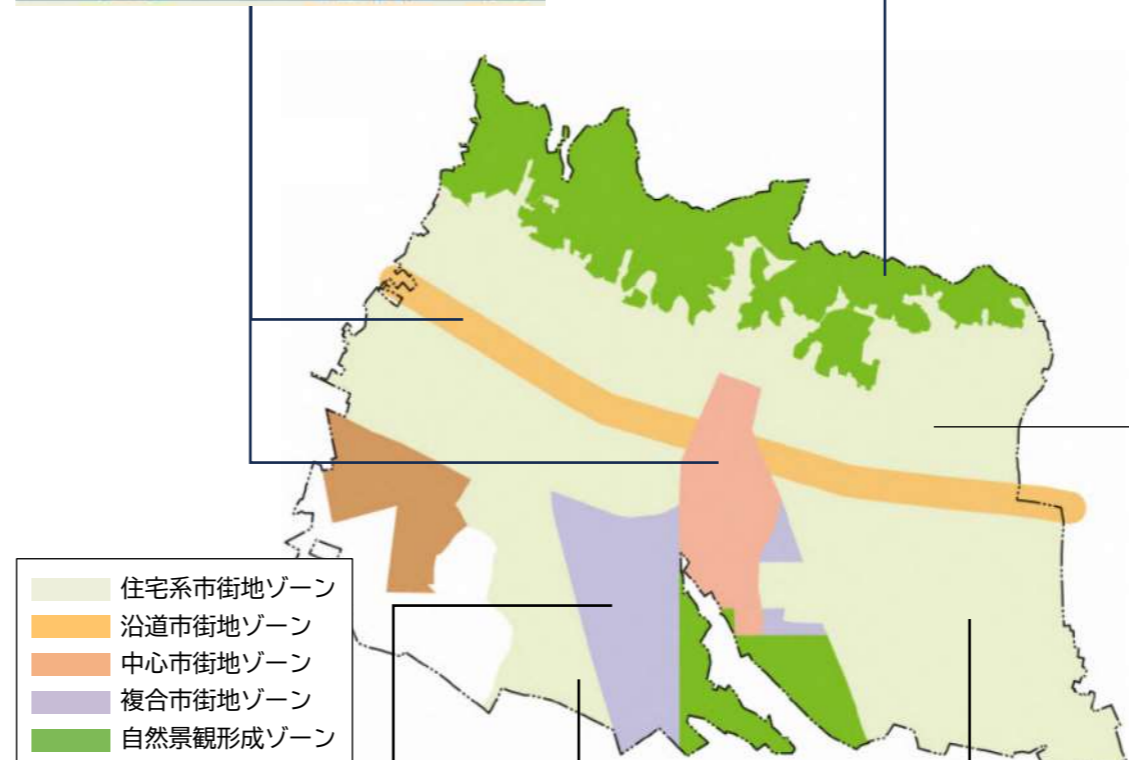 住宅系市街地ゾーン
沿道市街地ゾーン
中心市街地ゾーン
複合市街地ゾーン
自然景観形成ゾーン